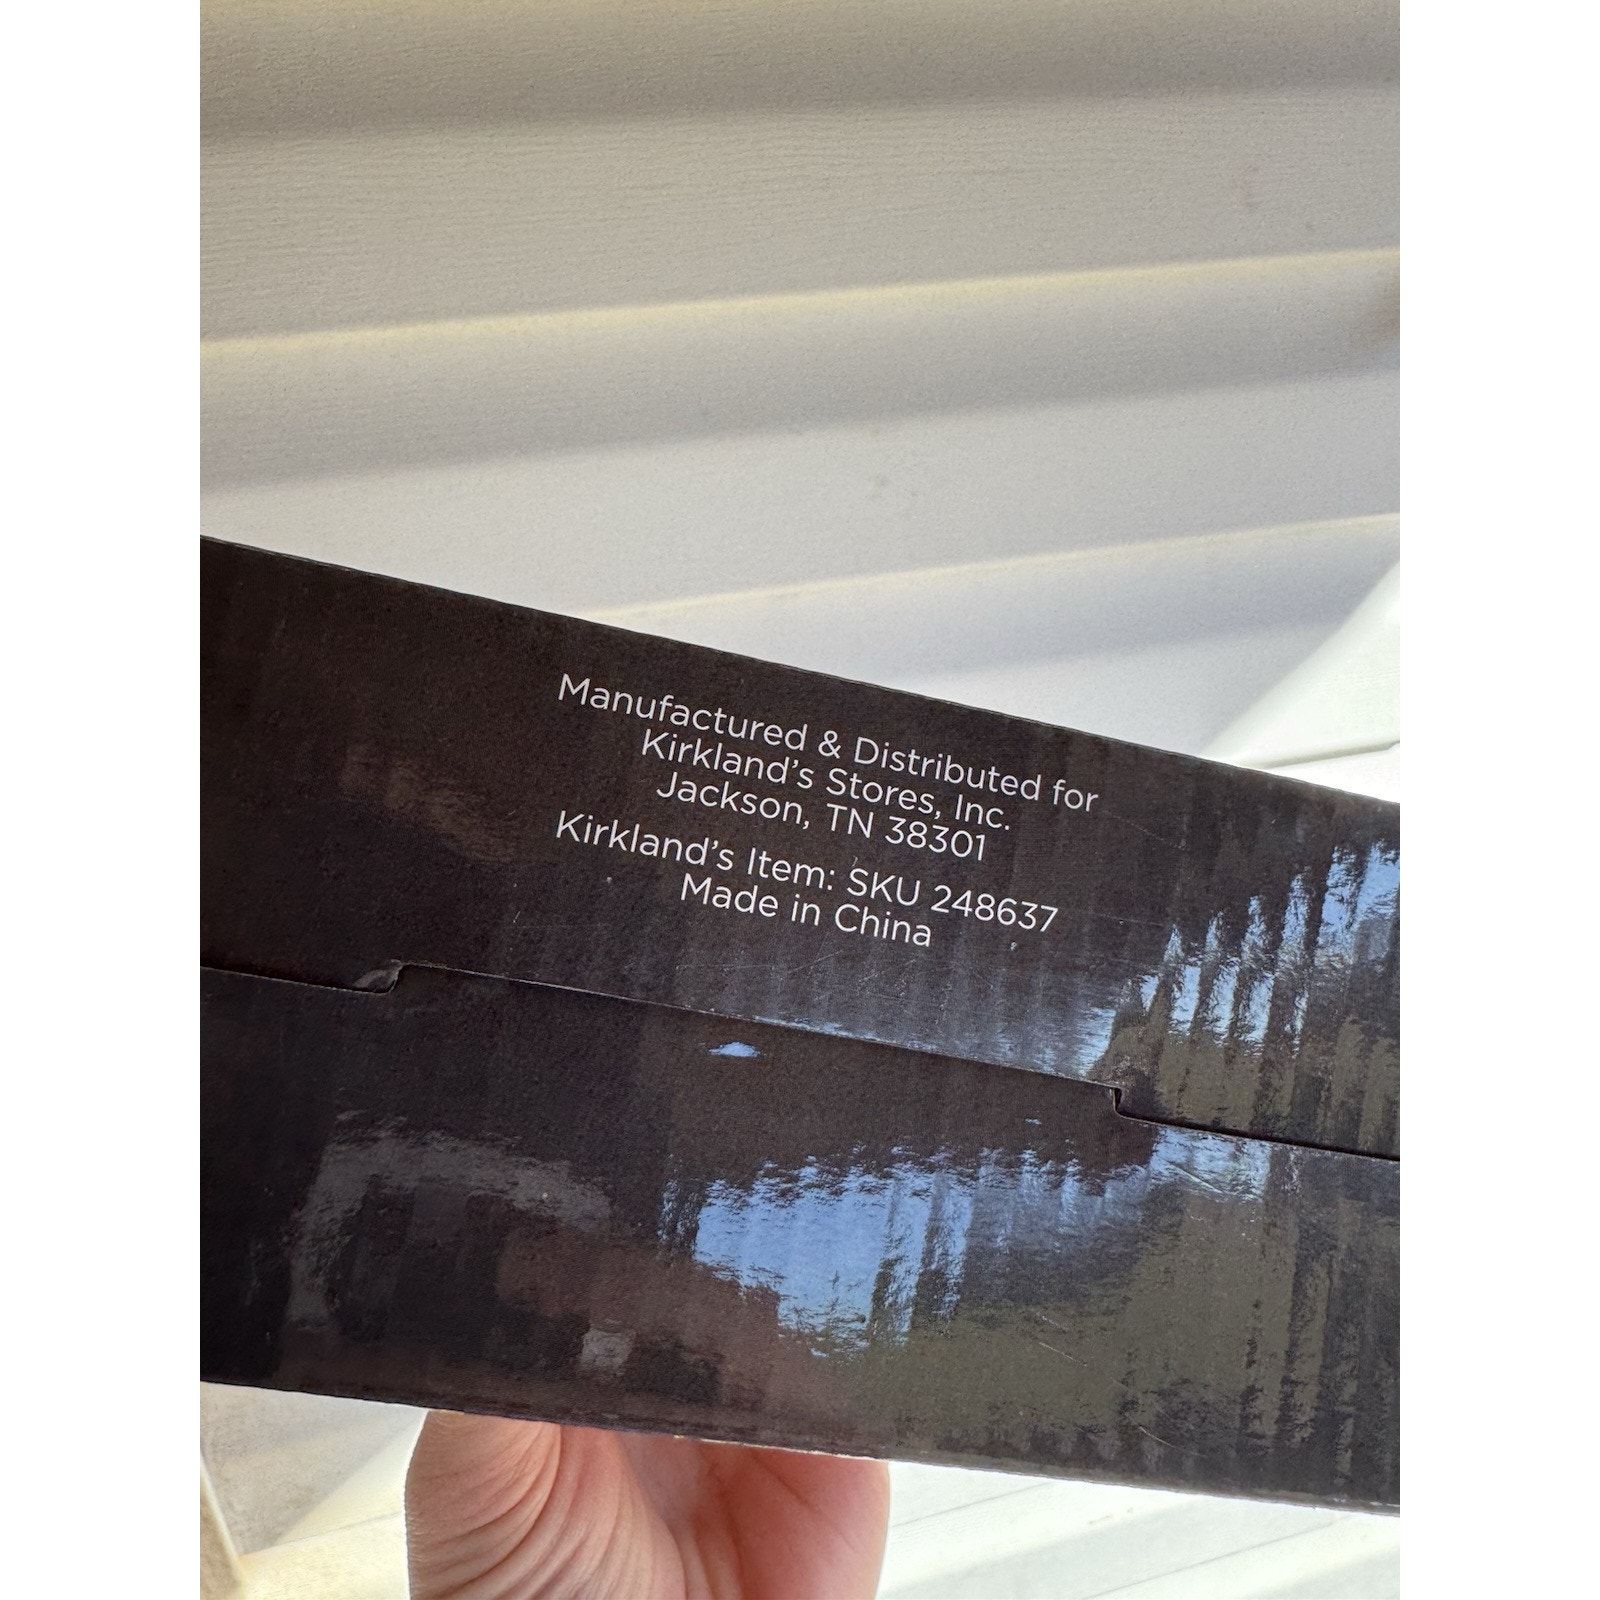 Manufactured & Distributed for
Kirkland's Stores, Inc.
Jackson, TN 38301
Kirkland's Item: SKU 248637
Made in China